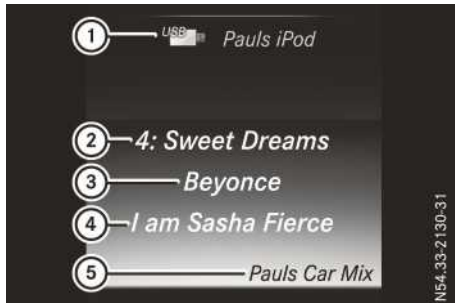 1 USB Pauls iPod
2 4: Sweet Dreams
3 Beyonce
4 I am Sasha Fierce
5 Pauls Car Mix
N54.33-2130-31